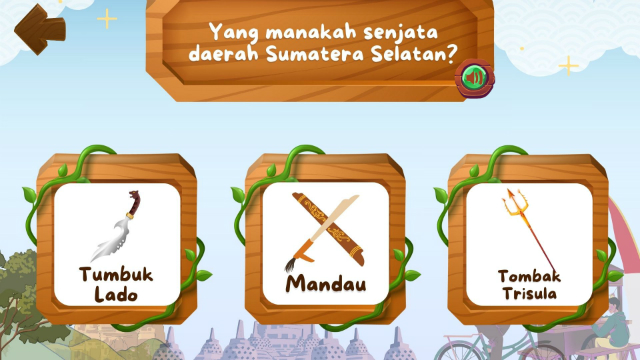 Yang manakah senjata
daerah Sumatera Selatan?
Tumbuk
Lado
Mandau
Tombak
Trisula